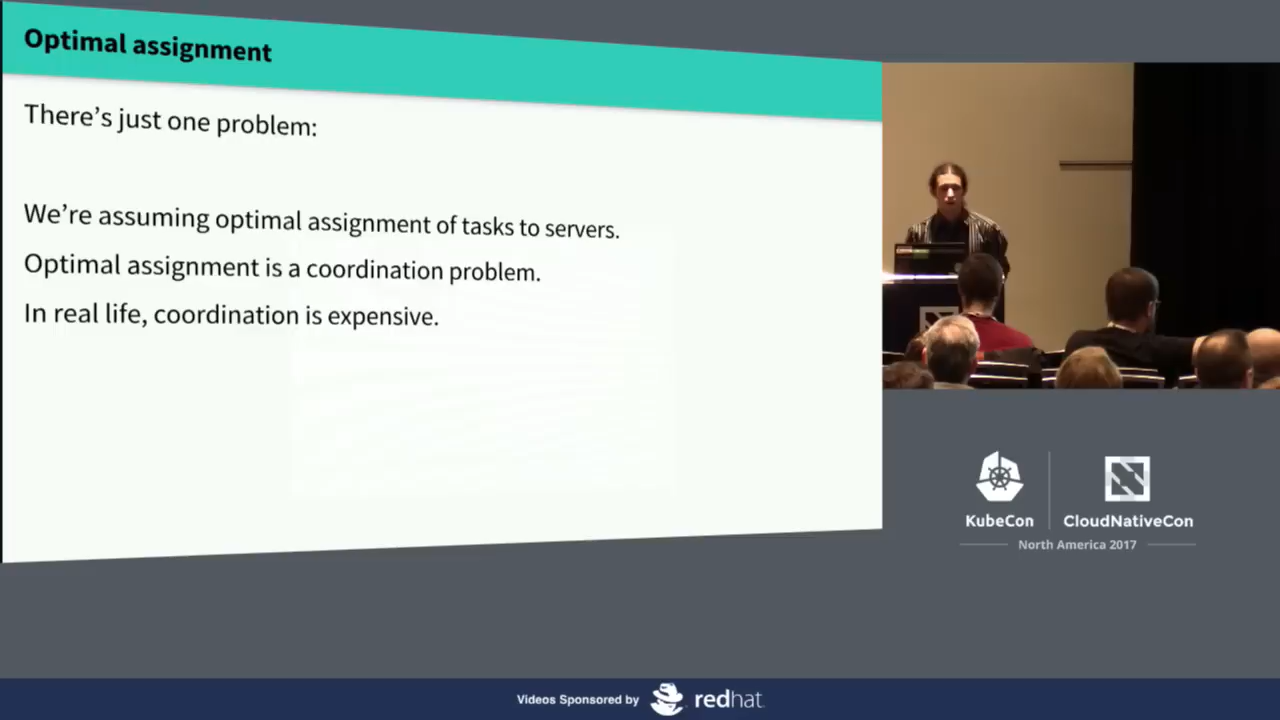 Optimal assignment
There’s just one problem:
We’re assuming optimal assignment of tasks to servers.
Optimal assignment is a coordination problem.
In real life, coordination is expensive.
KubeCon
CloudNativeCon
North America 2017
Videos Sponsored by
redhat